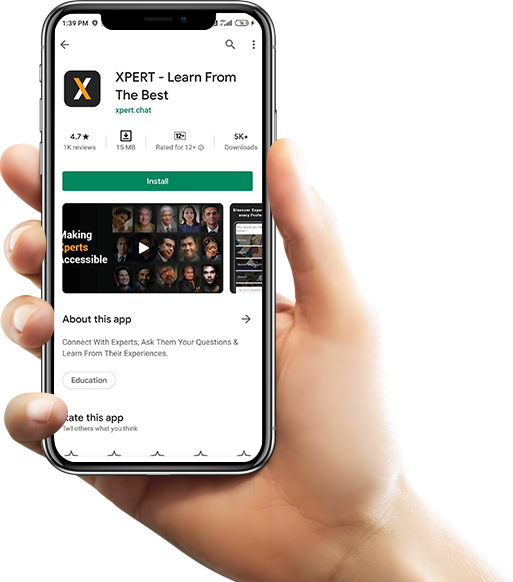 1:39 PM
X
XPERT - Learn From
The Best
xpert.chat
4.7★
1K reviews
15 MB
12+
Rated for 12+
5K+
Downloads
Install
Making
Experts
Accessible
Discover Exper
every Profe
About this app
Connect With Experts, Ask Them Your Questions &
Learn From Their Experiences.
Education
Rate this app
Tell others what you think